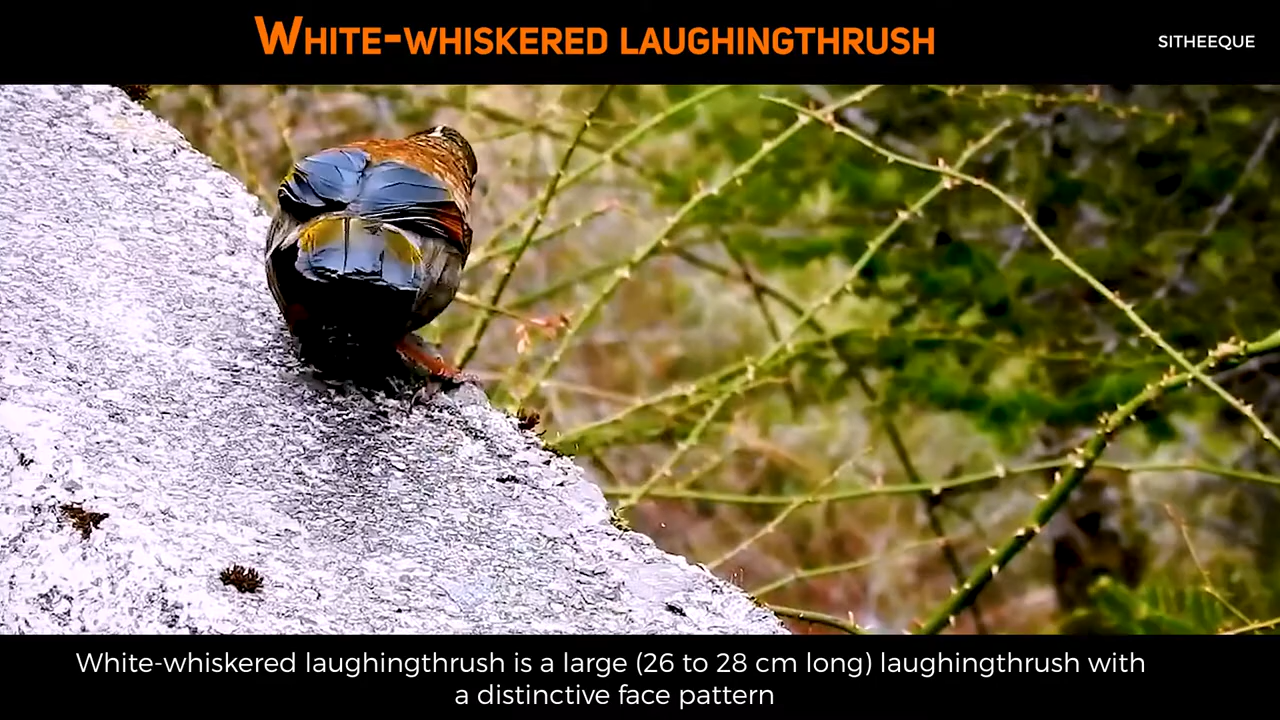 White-whiskered laughingthrush
SITHEEQUE
White-whiskered laughingthrush is a large (26 to 28 cm long) laughingthrush with
a distinctive face pattern